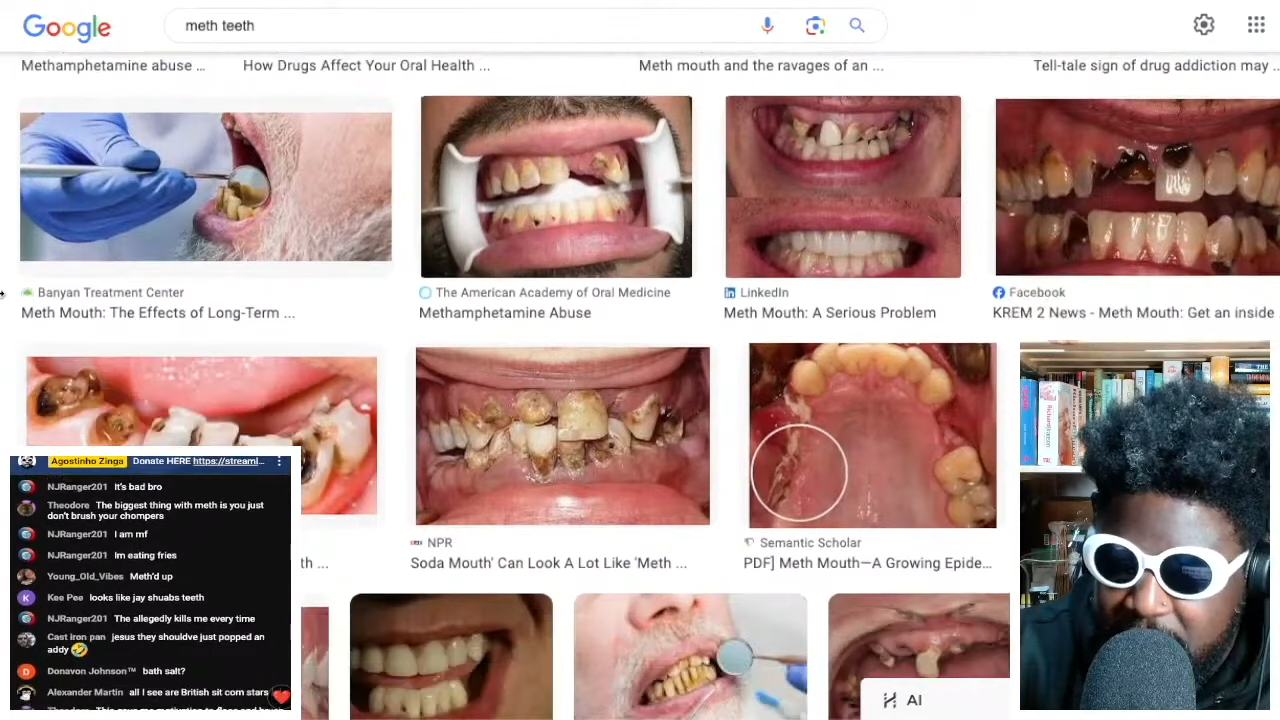 Google
meth teeth
Methamphetamine abuse ...
How Drugs Affect Your Oral Health ...
Meth mouth and the ravages of an ...
Tell-tale sign of drug addiction may ...
Banyan Treatment Center
Meth Mouth: The Effects of Long-Term ...
The American Academy of Oral Medicine
Methamphetamine Abuse
LinkedIn
Meth Mouth: A Serious Problem
Facebook
KREM 2 News - Meth Mouth: Get an inside
th ...
NPR
Soda Mouth' Can Look A Lot Like 'Meth ...
Semantic Scholar
PDF] Meth Mouth—A Growing Epide...
Agostinho Zinga Donate HERE https://streaml...
NJRanger201 It's bad bro
Theodore The biggest thing with meth is you just
don't brush your chompers
NJRanger201 I am mf
NJRanger201 Im eating fries
Young_Old_Vibes Meth'd up
Kee Pee looks like jay shuabs teeth
NJRanger201 The allegedly kills me every time
Cast iron pan jesus they shouldve just popped an
addy 🤣
Donavon Johnson™ bath salt?
Alexander Martin all I see are British sit com stars
AI